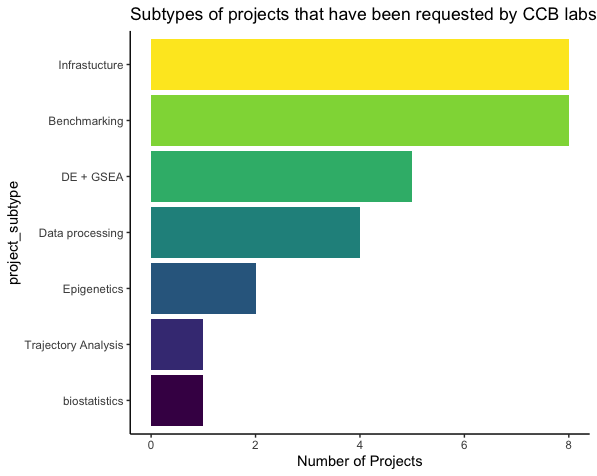 Subtypes of projects that have been requested by CCB labs
project_subtype
Infrastucture
Benchmarking
DE + GSEA
Data processing
Epigenetics
Trajectory Analysis
biostatistics
0 2 4 6 8
Number of Projects